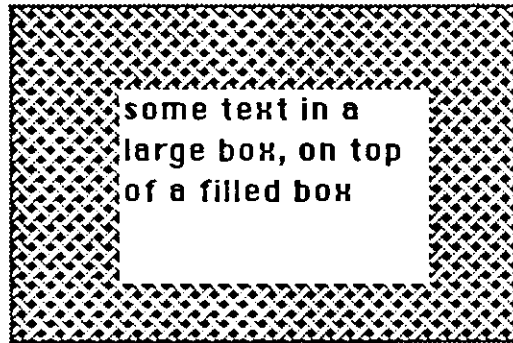 some text in a
large box, on top
of a filled box